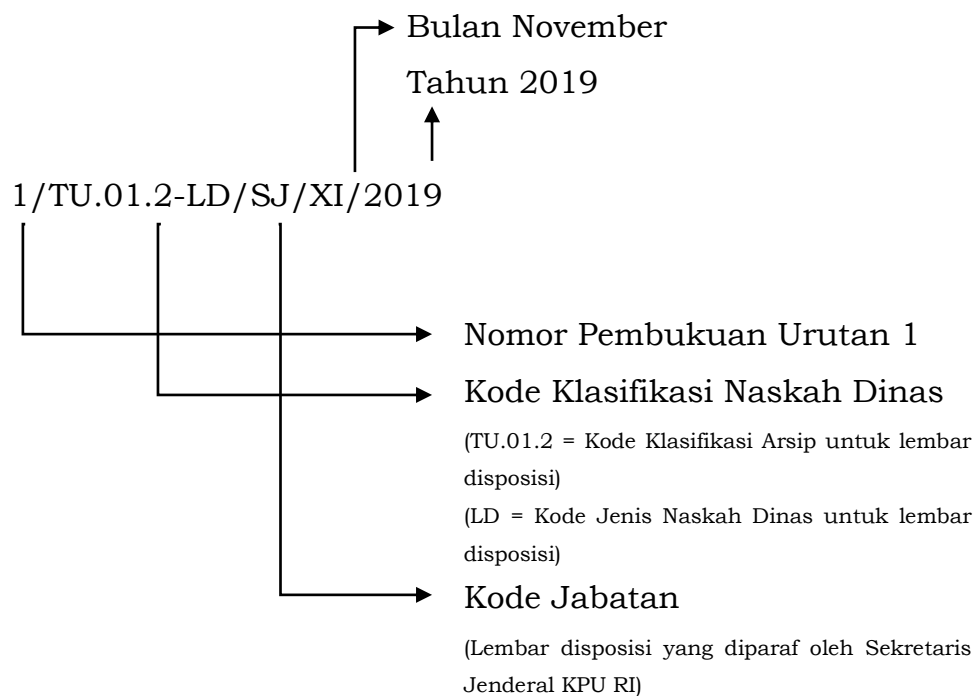 Bulan November
Tahun 2019
1/TU.01.2-LD/SJ/XI/2019
Nomor Pembukuan Urutan 1
Kode Klasifikasi Naskah Dinas
(TU.01.2 = Kode Klasifikasi Arsip untuk lembar
disposisi)
(LD = Kode Jenis Naskah Dinas untuk lembar
disposisi)
Kode Jabatan
(Lembar disposisi yang diparaf oleh Sekretaris
Jenderal KPU RI)